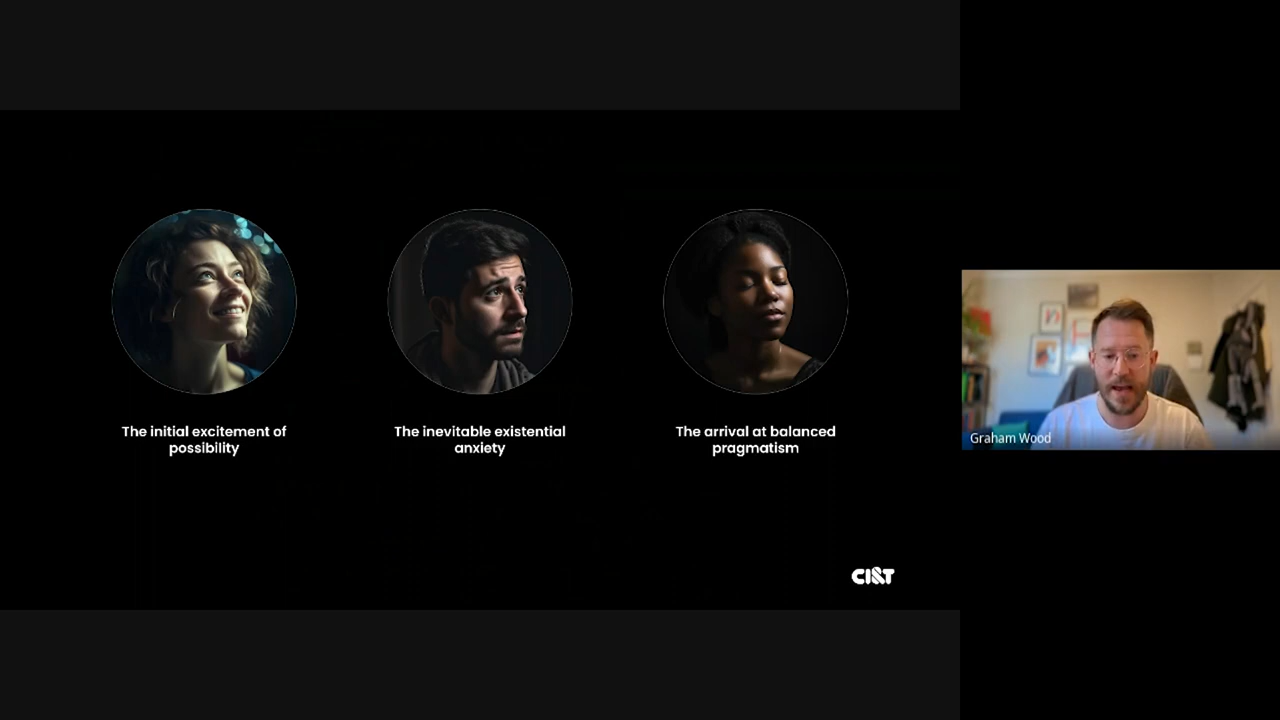 The initial excitement of
possibility
The inevitable existential
anxiety
The arrival at balanced
pragmatism
CI&T
Graham Wood